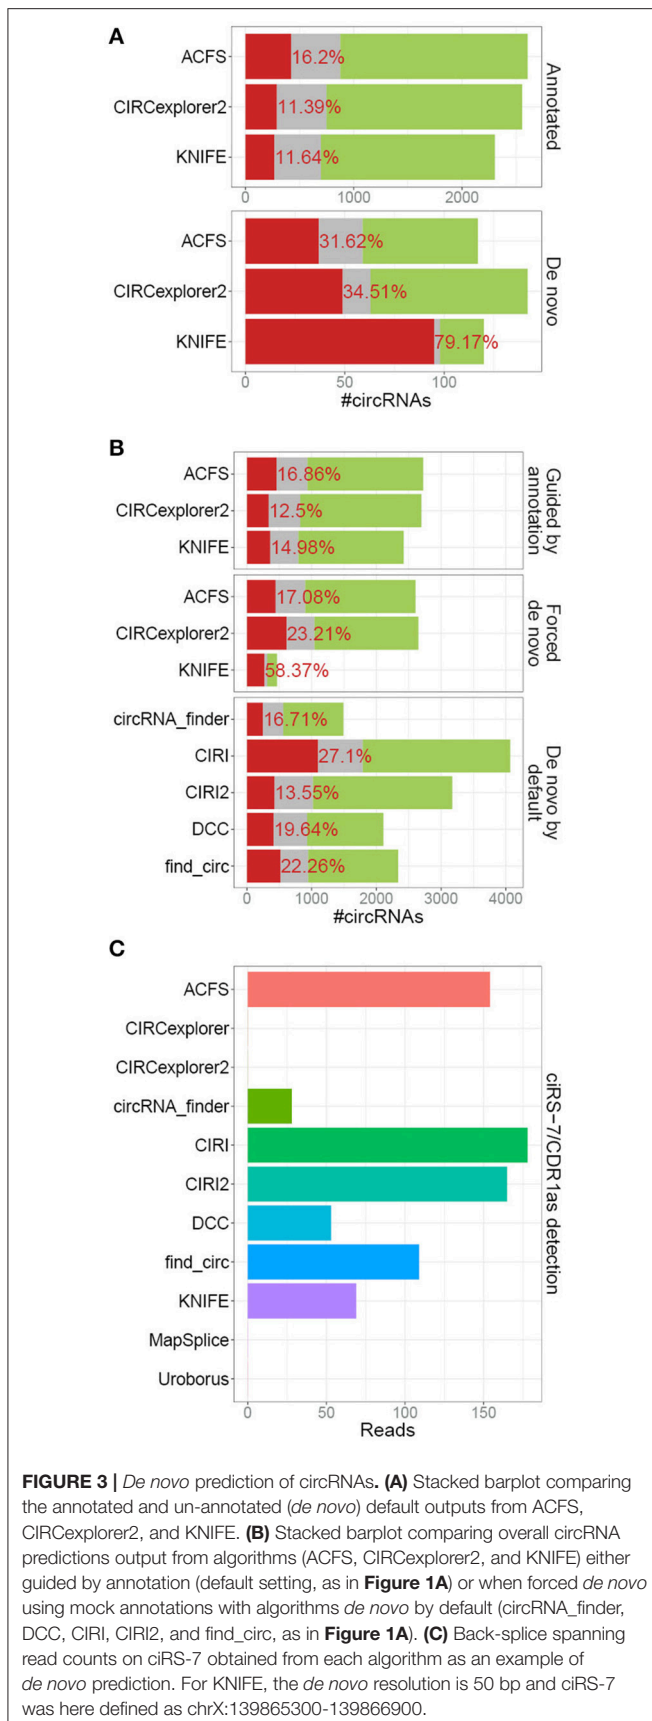 A
ACFS
16.2%
CIRCexplorer2
11.39%
KNIFE
11.64%
Annotated
0 1000 2000
ACFS
31.62%
CIRCexplorer2
34.51%
KNIFE
79.17%
De novo
0 50 100
#circRNAs
B
ACFS
16.86%
CIRCexplorer2
12.5%
KNIFE
14.98%
Guided by
annotation
ACFS
17.08%
CIRCexplorer2
23.21%
KNIFE
58.37%
Forced
de novo
circRNA_finder
16.71%
CIRI
27.1%
CIRI2
13.55%
DCC
19.64%
find_circ
22.26%
De novo by
default
0 1000 2000 3000 4000
#circRNAs
C
ACFS
CIRCexplorer
CIRCexplorer2
circRNA_finder
CIRI
CIRI2
DCC
find_circ
KNIFE
MapSplice
Uroborus
ciRS−7/CDR1as detection
0 50 100 150
Reads
FIGURE 3 | De novo prediction of circRNAs. (A) Stacked barplot comparing
the annotated and un-annotated (de novo) default outputs from ACFS,
CIRCexplorer2, and KNIFE. (B) Stacked barplot comparing overall circRNA
predictions output from algorithms (ACFS, CIRCexplorer2, and KNIFE) either
guided by annotation (default setting, as in Figure 1A) or when forced de novo
using mock annotations with algorithms de novo by default (circRNA_finder,
DCC, CIRI, CIRI2, and find_circ, as in Figure 1A). (C) Back-splice spanning
read counts on ciRS-7 obtained from each algorithm as an example of
de novo prediction. For KNIFE, the de novo resolution is 50 bp and ciRS-7
was here defined as chrX:139865300-139866900.